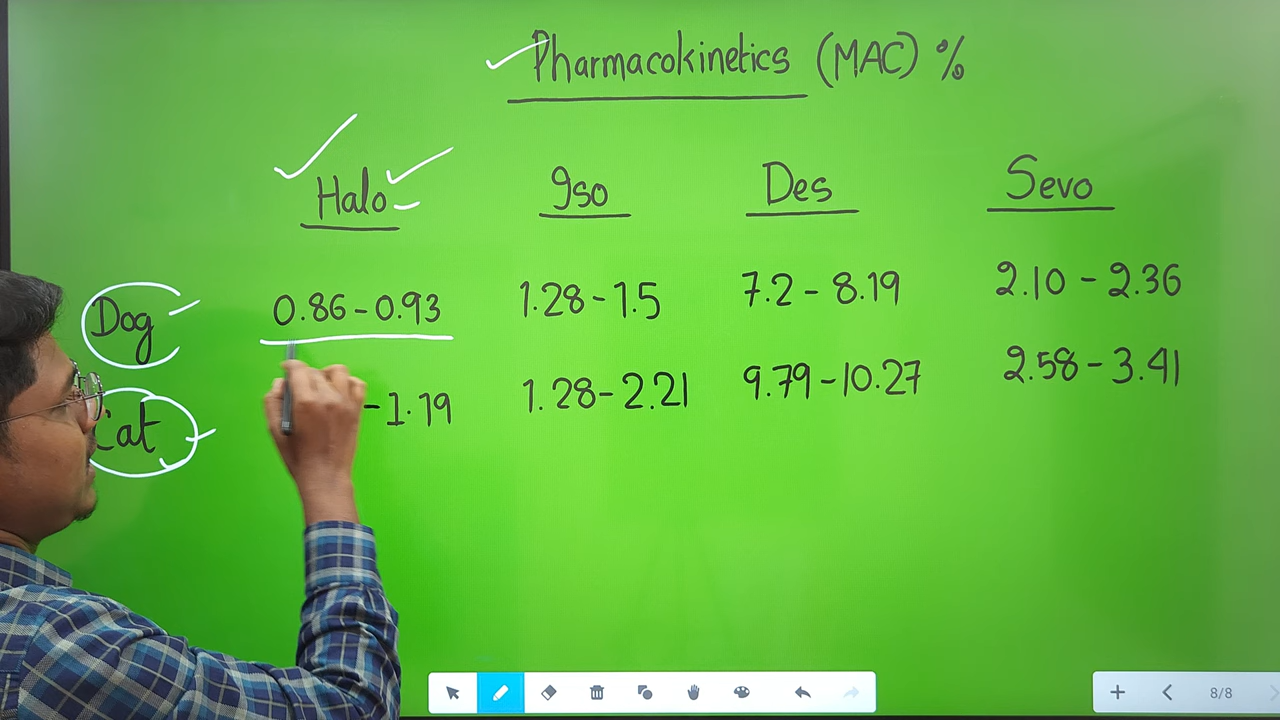 Pharmacokinetics (MAC) %
Halo Iso Des Sevo
Dog 0.86-0.93 1.28-1.5 7.2-8.19 2.10-2.36
Cat -1.19 1.28-2.21 9.79-10.27 2.58-3.41
8/8